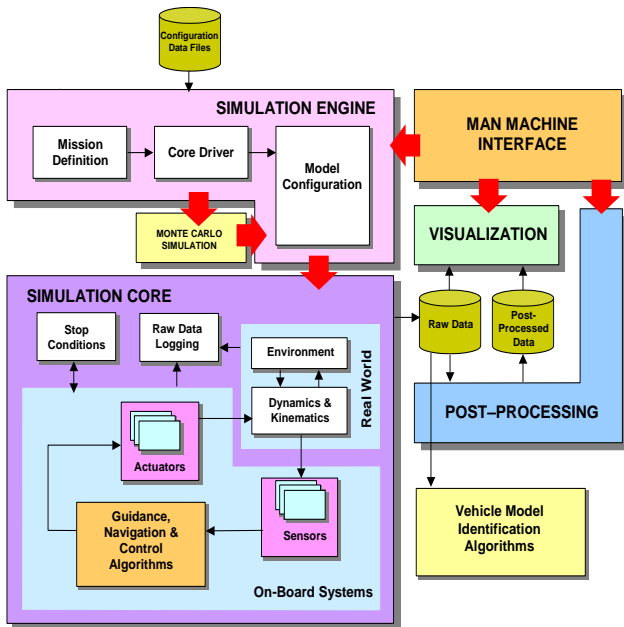 Configuration
Data Files
SIMULATION ENGINE
Mission
Definition
Core Driver
Model
Configuration
MAN MACHINE
INTERFACE
MONTE CARLO
SIMULATION
VISUALIZATION
SIMULATION CORE
Stop
Conditions
Raw Data
Logging
Environment
Dynamics &
Kinematics
Real World
Raw Data
Post-
Processed
Data
POST–PROCESSING
Actuators
Sensors
Guidance,
Navigation &
Control
Algorithms
On-Board Systems
Vehicle Model
Identification
Algorithms